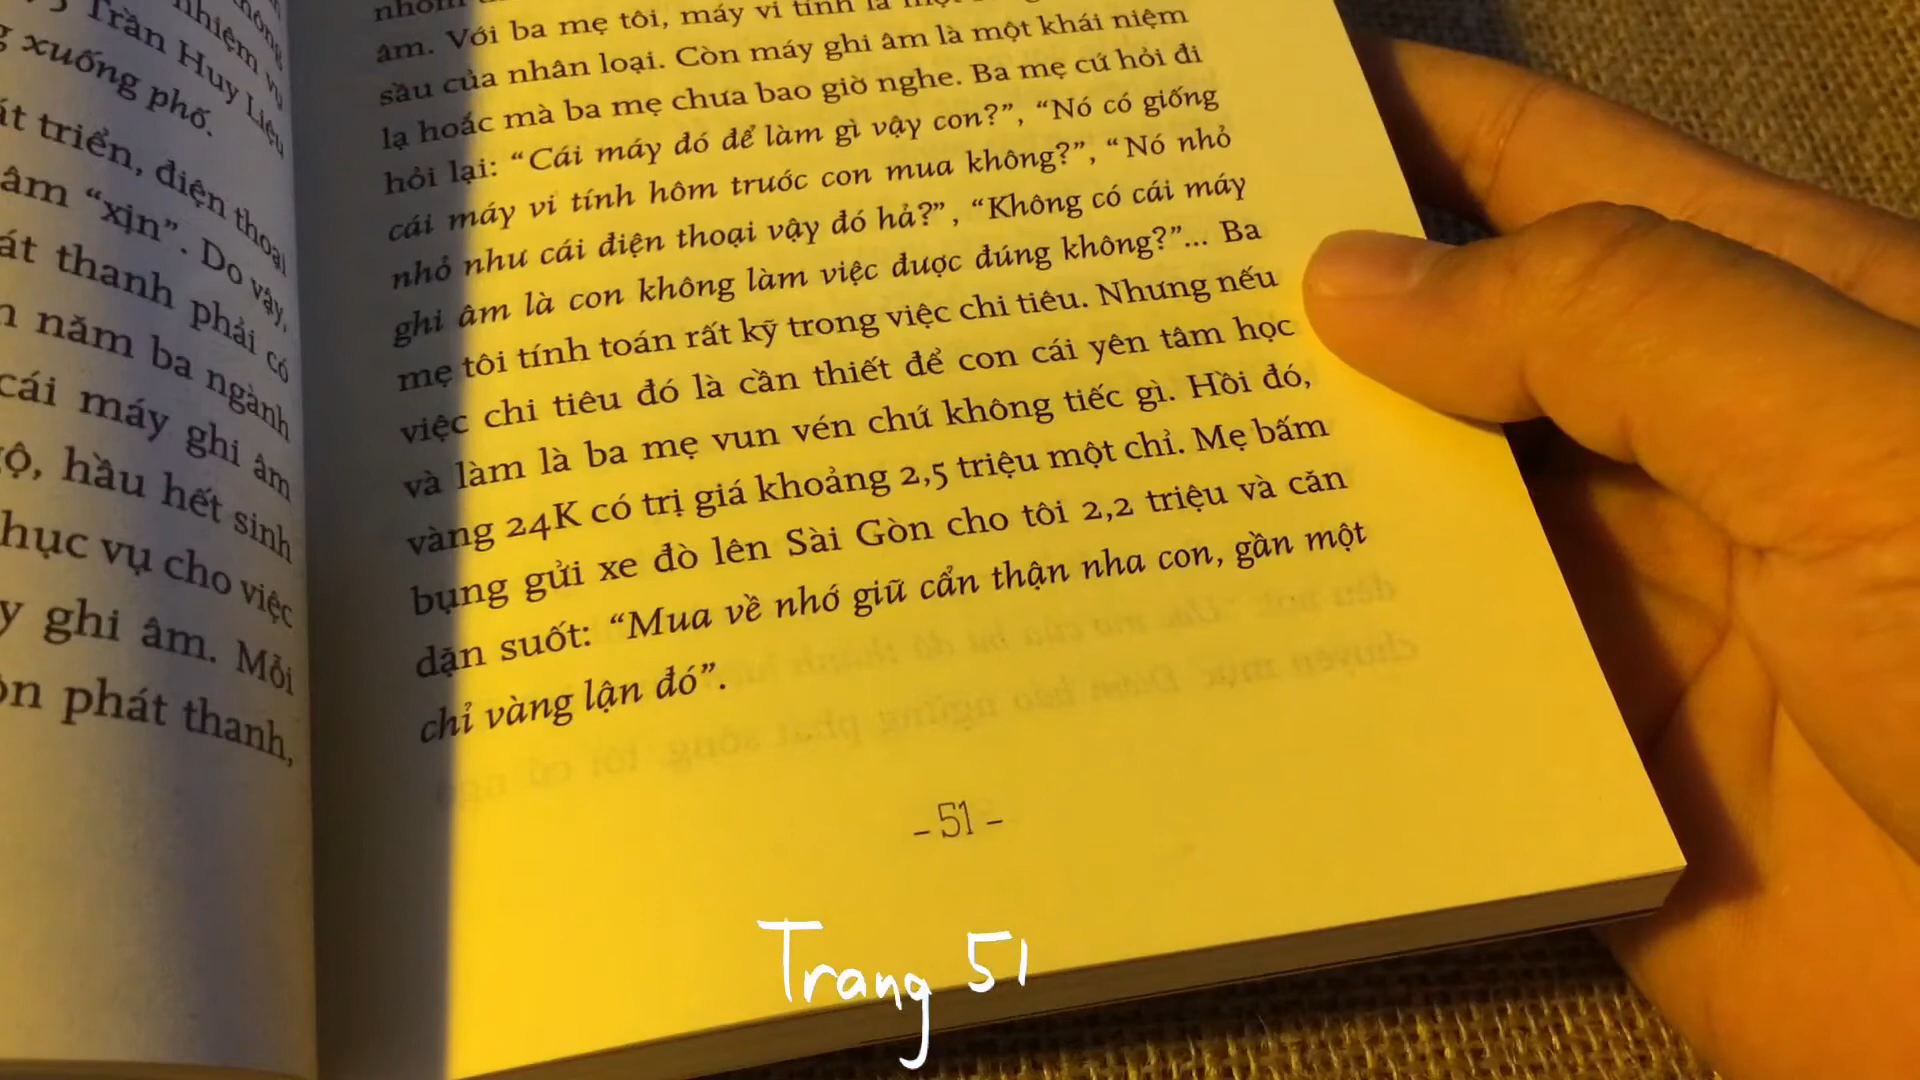 Trần Huy Liệu
nhiệm vụ
xuống phố.
triển, điện thoại
âm “xịn”. Do vậy,
thanh phải có
năm ba ngành
cái máy ghi âm
hầu hết sinh
vụ cho việc
ghi âm. Mỗi
phát thanh,
âm. Với ba mẹ tôi, máy vi tính là
sầu của nhân loại. Còn máy ghi âm là một khái niệm
lạ hoắc mà ba mẹ chưa bao giờ nghe. Ba mẹ cứ hỏi đi
hỏi lại: “Cái máy đó để làm gì vậy con?”, “Nó có giống
cái máy vi tính hôm trước con mua không?”, “Nó nhỏ
nhỏ như cái điện thoại vậy đó hả?”, “Không có cái máy
ghi âm là con không làm việc được đúng không?”... Ba
mẹ tôi tính toán rất kỹ trong việc chi tiêu. Nhưng nếu
việc chi tiêu đó là cần thiết để con cái yên tâm học
và làm là ba mẹ vun vén chứ không tiếc gì. Hồi đó,
vàng 24K có trị giá khoảng 2,5 triệu một chỉ. Mẹ bấm
bụng gửi xe đò lên Sài Gòn cho tôi 2,2 triệu và căn
dặn suốt: “Mua về nhớ giữ cẩn thận nha con, gần một
chỉ vàng lận đó”.
- 51 -
Trang 51